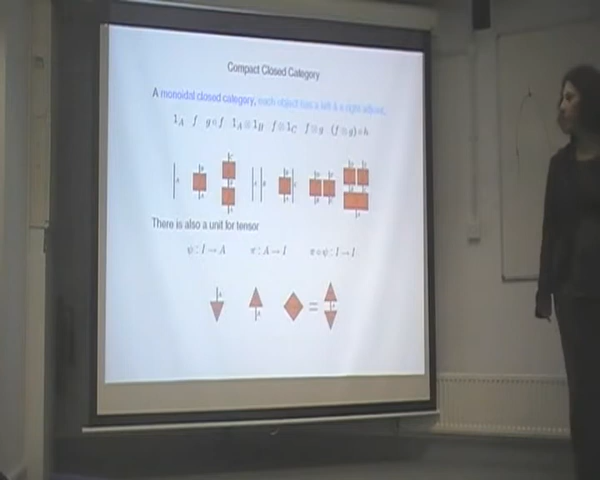 Compact Closed Category
A monoidal closed category, each object has a left & a right adjoint,
1_A f g∘f 1_A⊗1_B f⊗1_C f⊗g (f⊗g)∘h
There is also a unit for tensor
ψ : I → A π : A → I π∘ψ : I → I
=